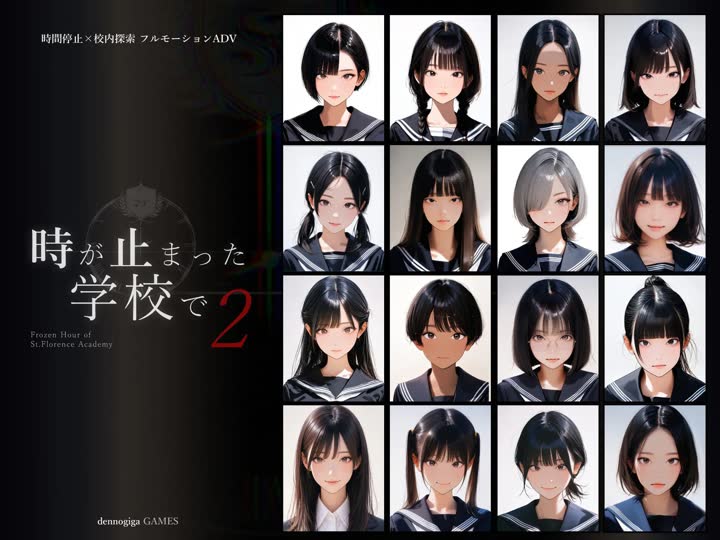 時間停止×校内探索 フルモーションADV
時が止まった
学校で2
Frozen Hour of
St.Florence Academy
dennogiga GAMES